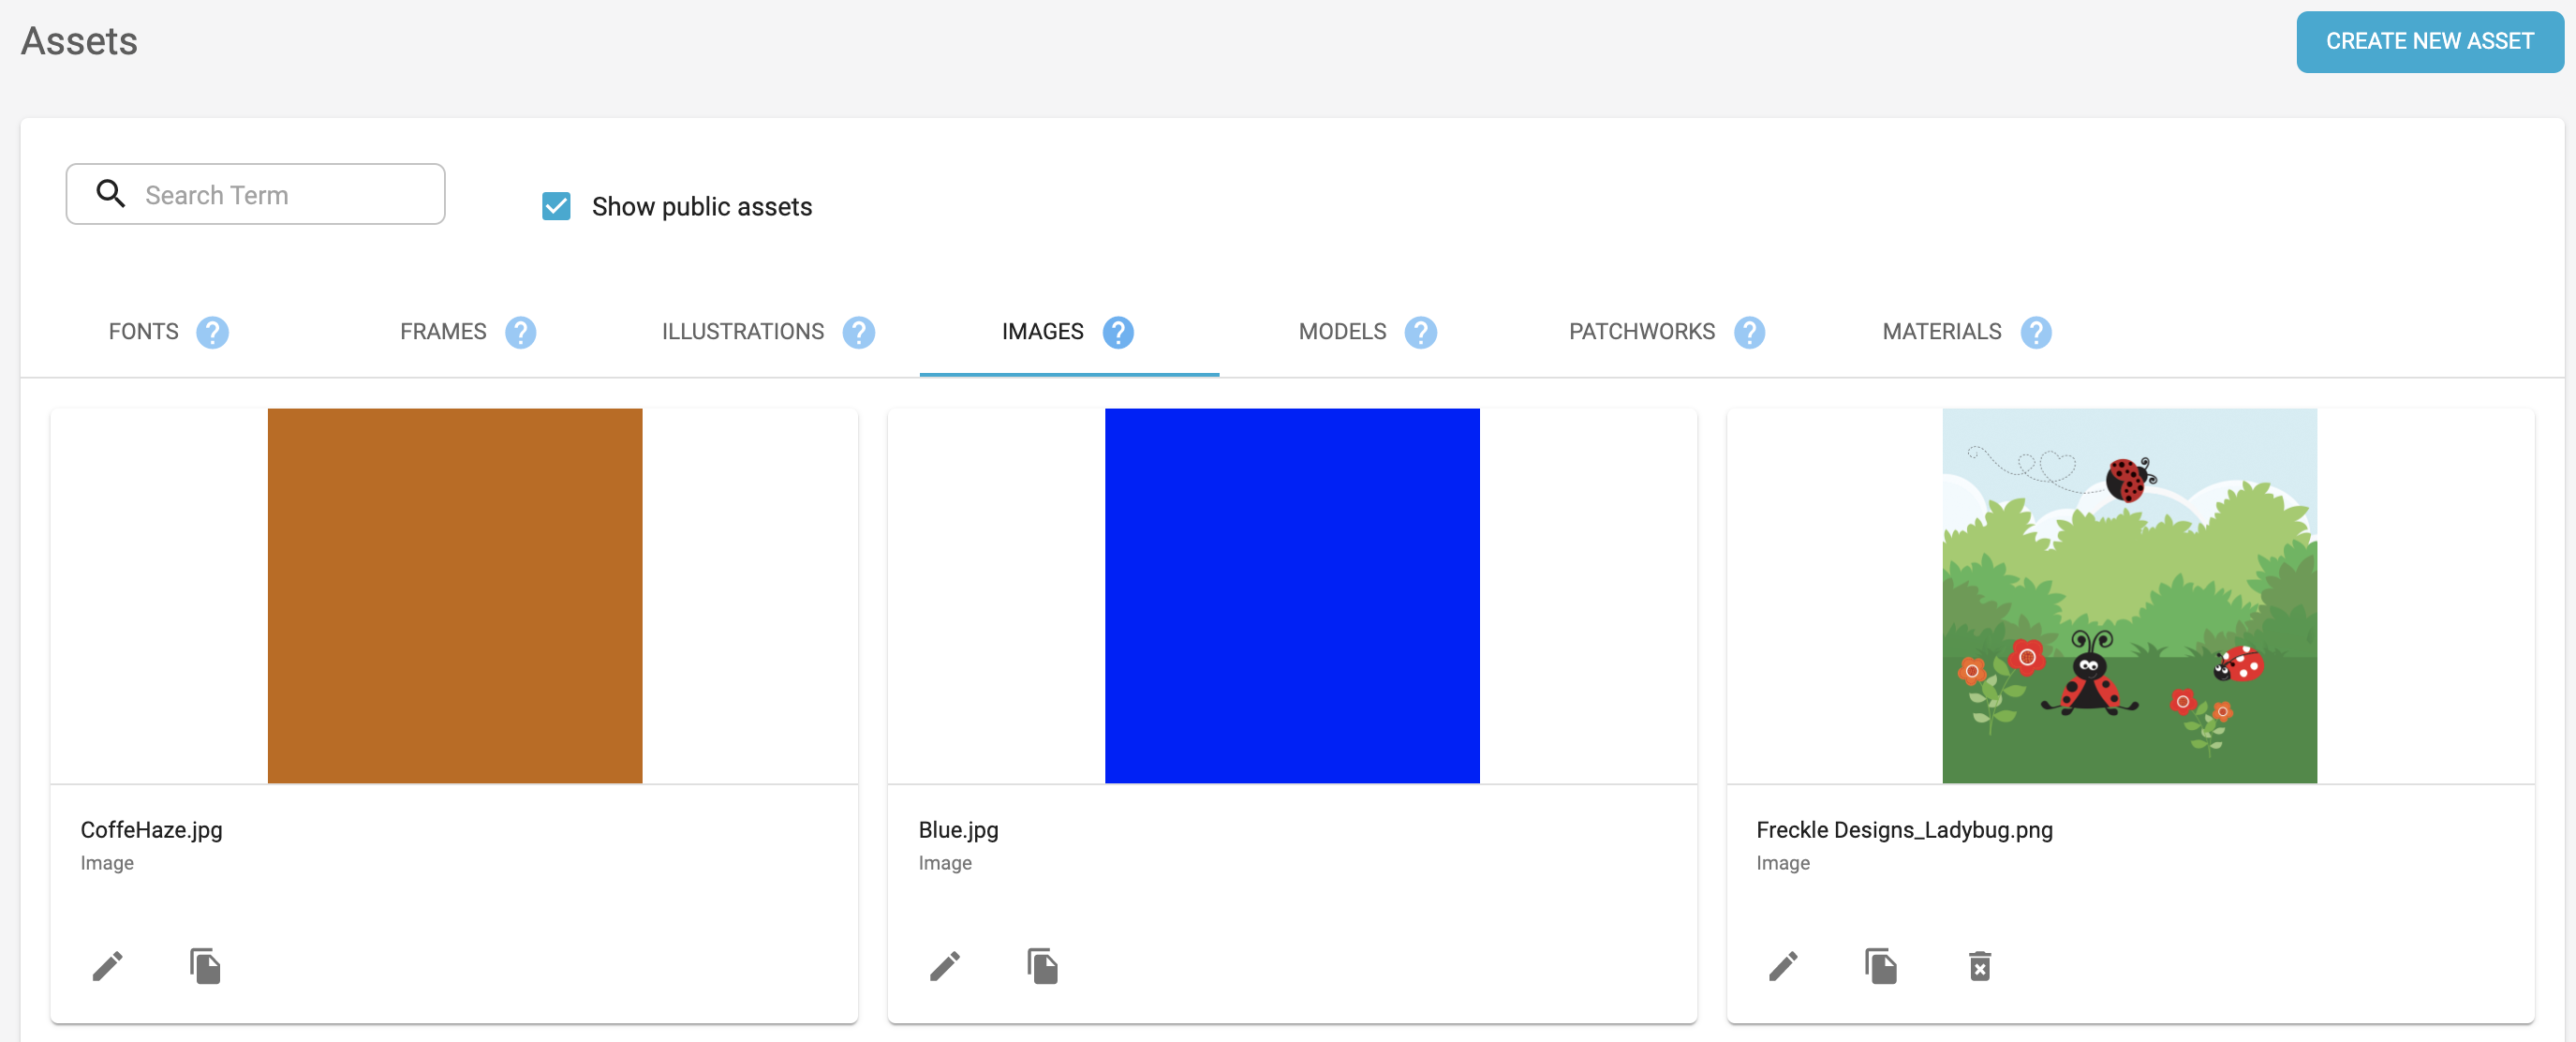 Assets
CREATE NEW ASSET
Search Term
Show public assets
FONTS ? FRAMES ? ILLUSTRATIONS ? IMAGES ? MODELS ? PATCHWORKS ? MATERIALS ?
CoffeHaze.jpg
Image
Blue.jpg
Image
Freckle Designs_Ladybug.png
Image